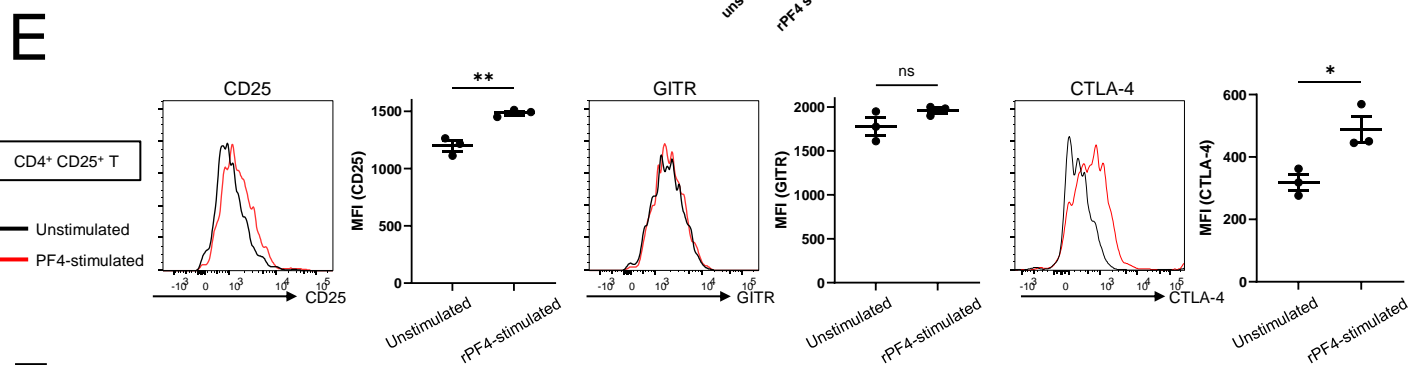 E
uns
rPF4 s
CD4⁺ CD25⁺ T
Unstimulated
PF4-stimulated
CD25
-10³ 0 10³ 10⁴ 10⁵
CD25
**
MFI (CD25)
1500
1000
500
0
Unstimulated
rPF4-stimulated
GITR
-10³ 0 10³ 10⁴ 10⁵
GITR
ns
MFI (GITR)
2000
1500
1000
500
0
Unstimulated
rPF4-stimulated
CTLA-4
-10³ 0 10³ 10⁴ 10⁵
CTLA-4
*
MFI (CTLA-4)
600
400
200
0
Unstimulated
rPF4-stimulated